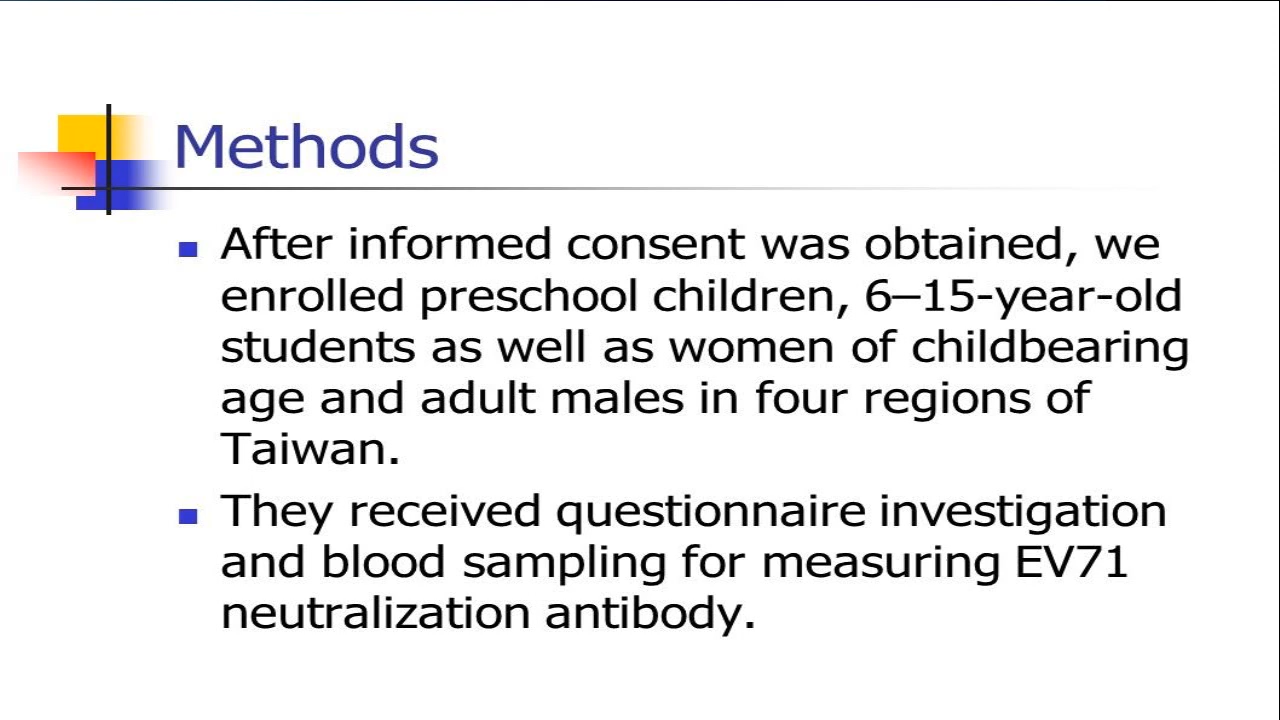 Methods
After informed consent was obtained, we
enrolled preschool children, 6–15-year-old
students as well as women of childbearing
age and adult males in four regions of
Taiwan.
They received questionnaire investigation
and blood sampling for measuring EV71
neutralization antibody.